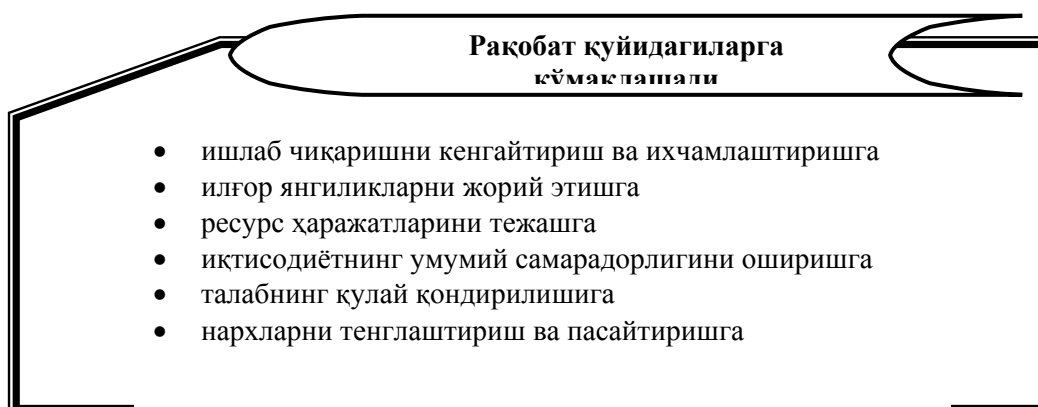 Рақобат қуйидагиларга
кўмаклашади
• ишлаб чиқаришни кенгайтириш ва ихчамлаштиришга
• илғор янгиликларни жорий этишга
• ресурс ҳаражатларини тежашга
• иқтисодиётнинг умумий самарадорлигини оширишга
• талабнинг қулай қондирилишига
• нархларни тенглаштириш ва пасайтиришга